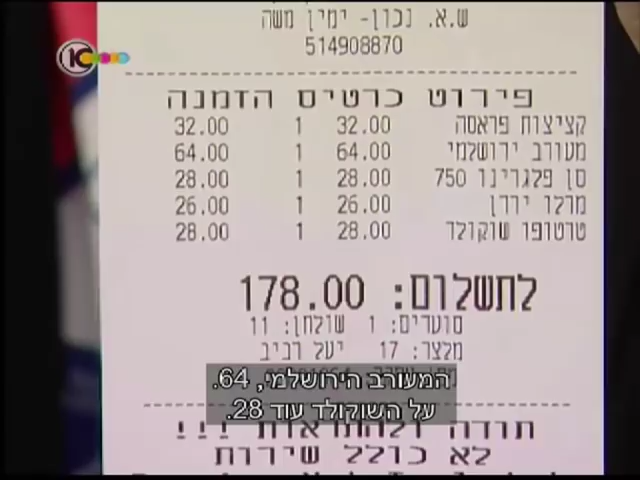 ש.א. נכון- ימין משה
514908870
10
פירוט כרטיס הזמנה
קציצות פראסה 32.00 1 32.00
מעורב ירושלמי 64.00 1 64.00
סן פלגרינו 750 28.00 1 28.00
מרלו ירדן 26.00 1 26.00
טרטופו שוקולד 28.00 1 28.00
לתשלום: 178.00
סועדים: 1 שולחן: 11
מלצר: 17 יעל רביב
המעורב הירושלמי, 64.
על השוקולד עוד 28.
תודה ולהתראות !!!
לא כולל שירות